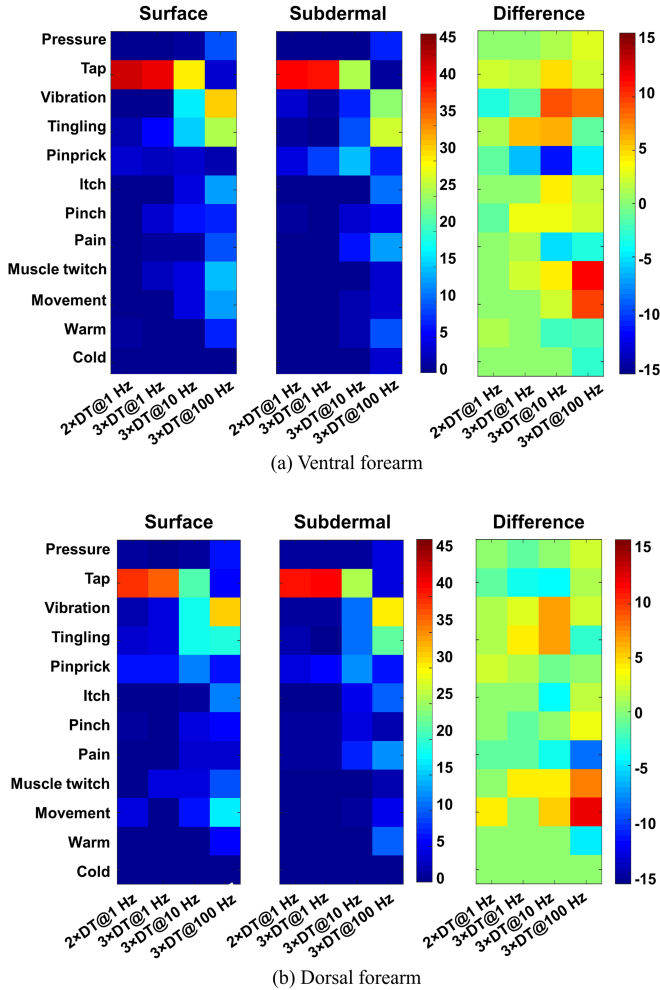 Surface Subdermal Difference
Pressure
Tap
Vibration
Tingling
Pinprick
Itch
Pinch
Pain
Muscle twitch
Movement
Warm
Cold
45
40
35
30
25
20
15
10
5
0
15
10
5
0
-5
-10
-15
2×DT@1 Hz
3×DT@1 Hz
3×DT@10 Hz
3×DT@100 Hz
2×DT@1 Hz
3×DT@1 Hz
3×DT@10 Hz
3×DT@100 Hz
2×DT@1 Hz
3×DT@1 Hz
3×DT@10 Hz
3×DT@100 Hz
(a) Ventral forearm
Surface Subdermal Difference
Pressure
Tap
Vibration
Tingling
Pinprick
Itch
Pinch
Pain
Muscle twitch
Movement
Warm
Cold
45
40
35
30
25
20
15
10
5
0
15
10
5
0
-5
-10
-15
2×DT@1 Hz
3×DT@1 Hz
3×DT@10 Hz
3×DT@100 Hz
2×DT@1 Hz
3×DT@1 Hz
3×DT@10 Hz
3×DT@100 Hz
2×DT@1 Hz
3×DT@1 Hz
3×DT@10 Hz
3×DT@100 Hz
(b) Dorsal forearm